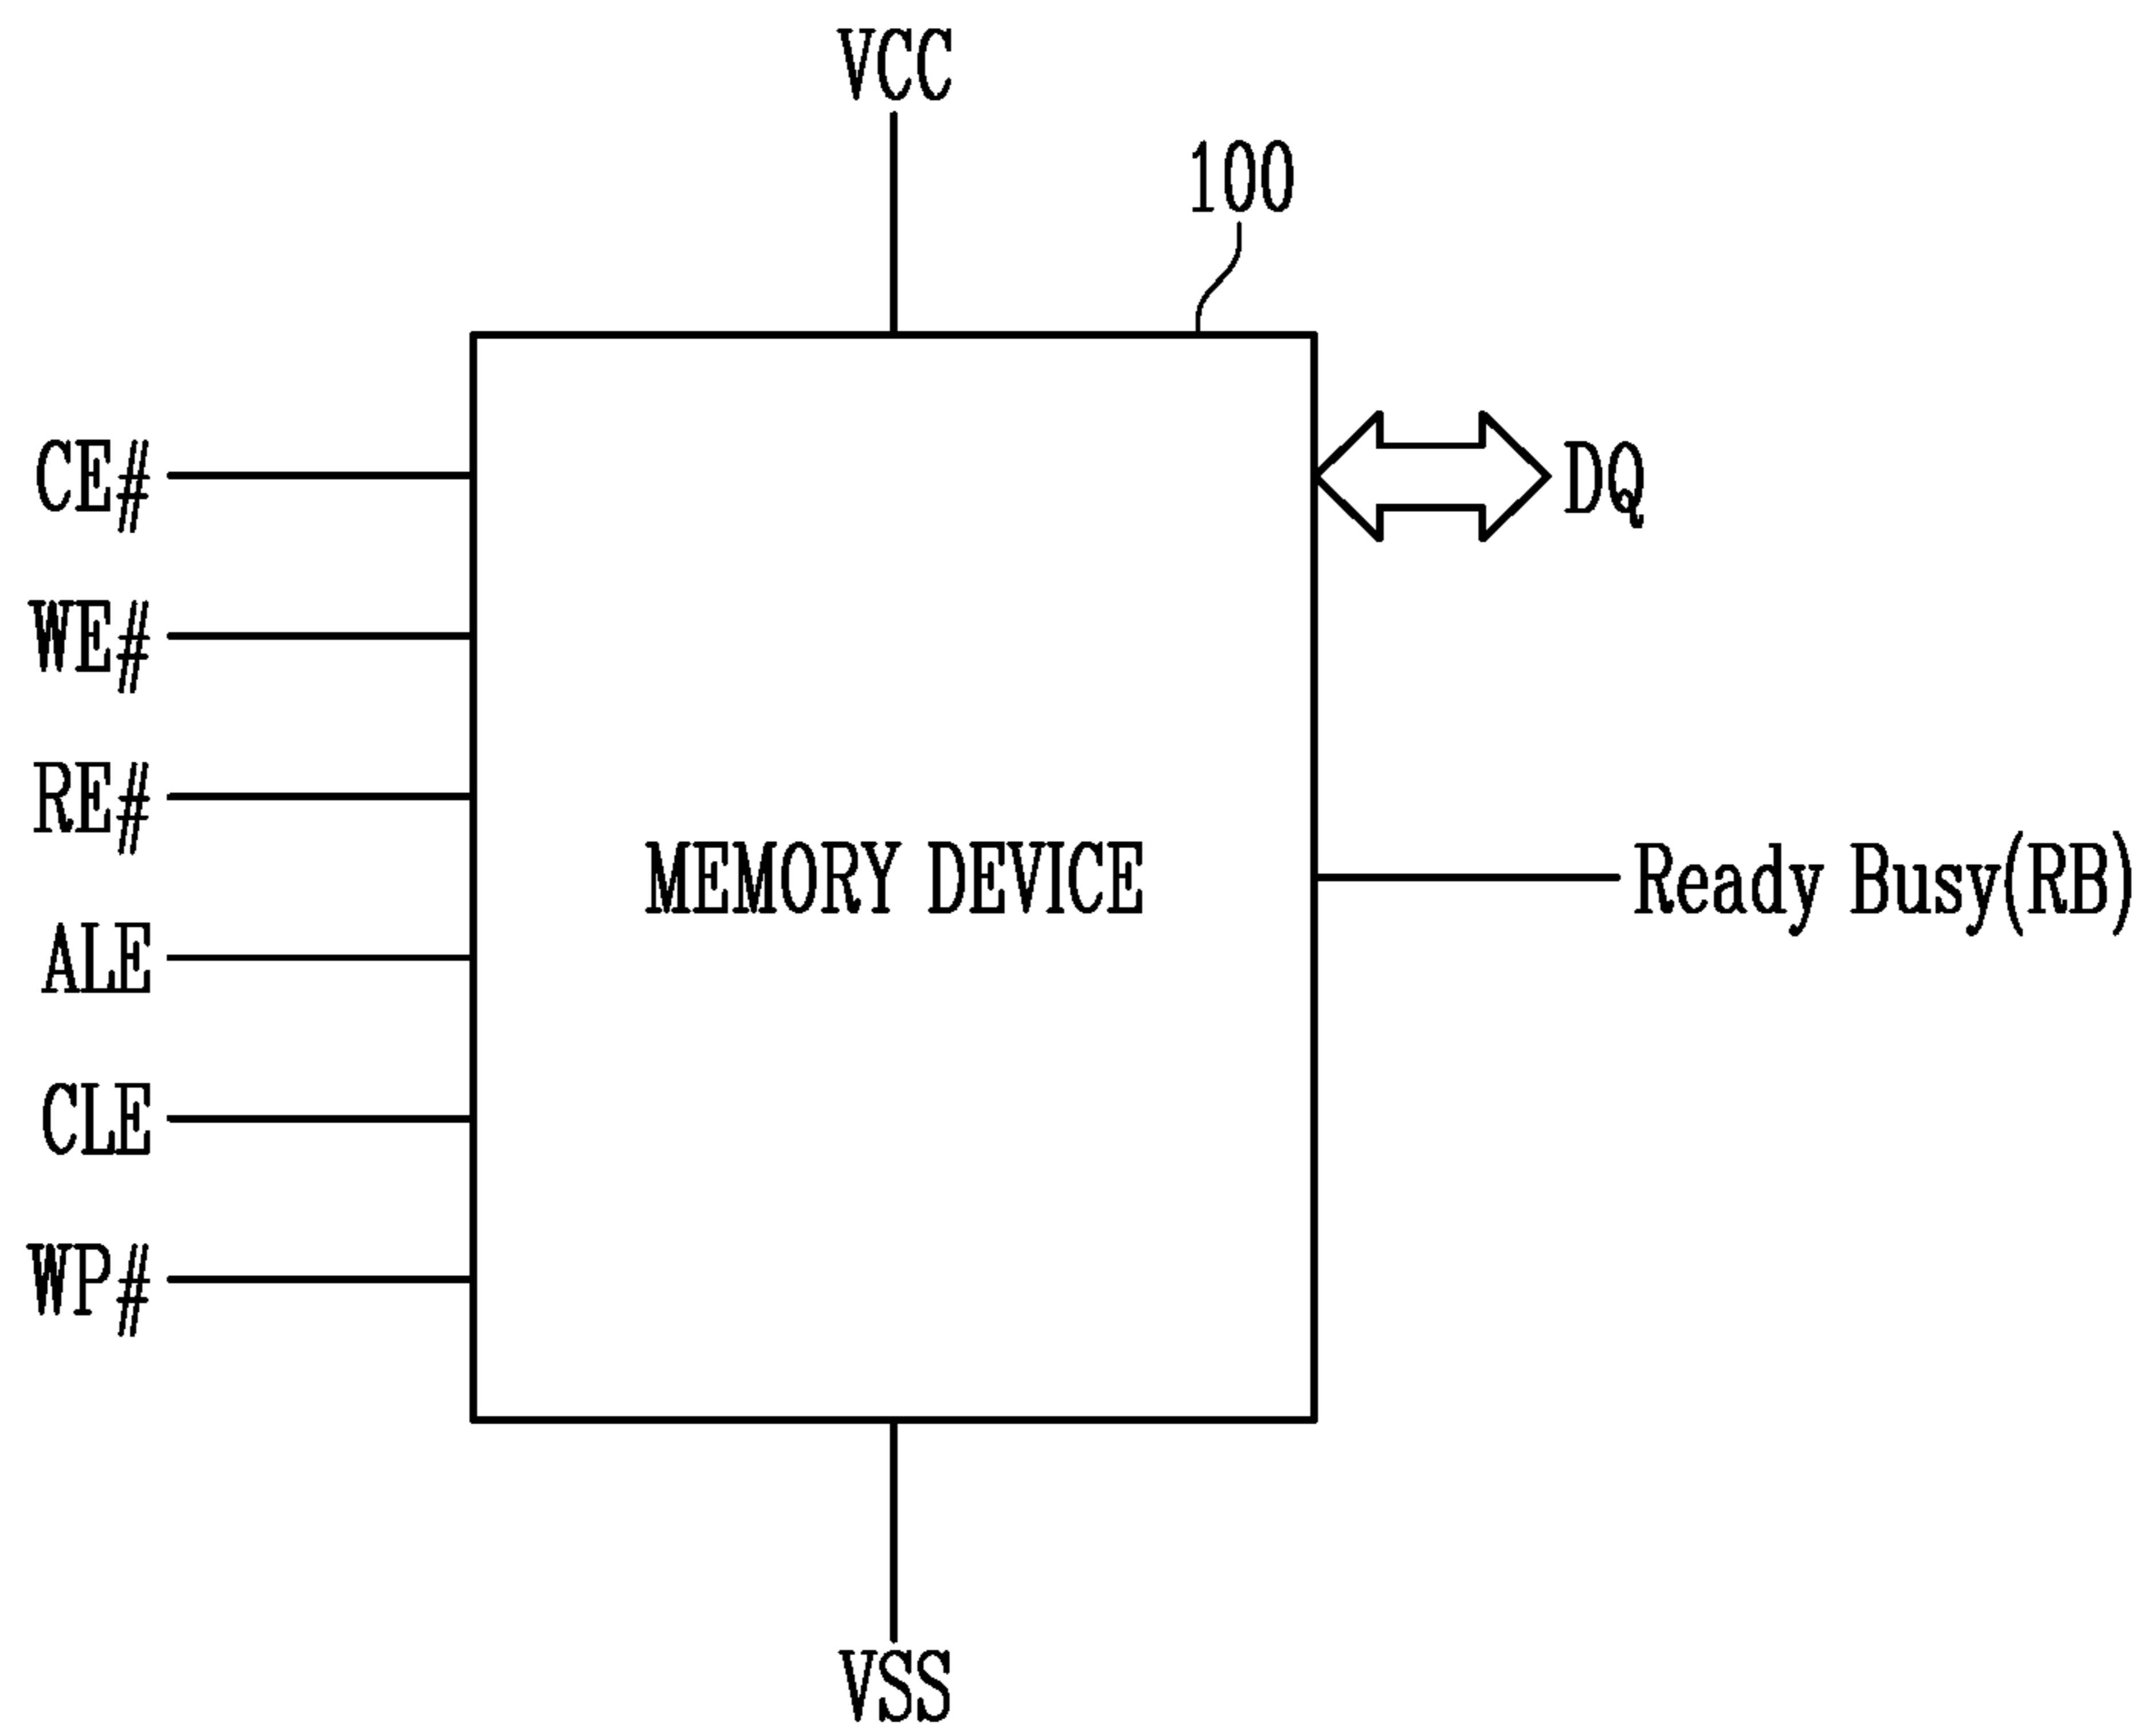 VCC
100
CE#
DQ
WE#
RE#
MEMORY DEVICE
Ready Busy(RB)
ALE
CLE
WP#
VSS